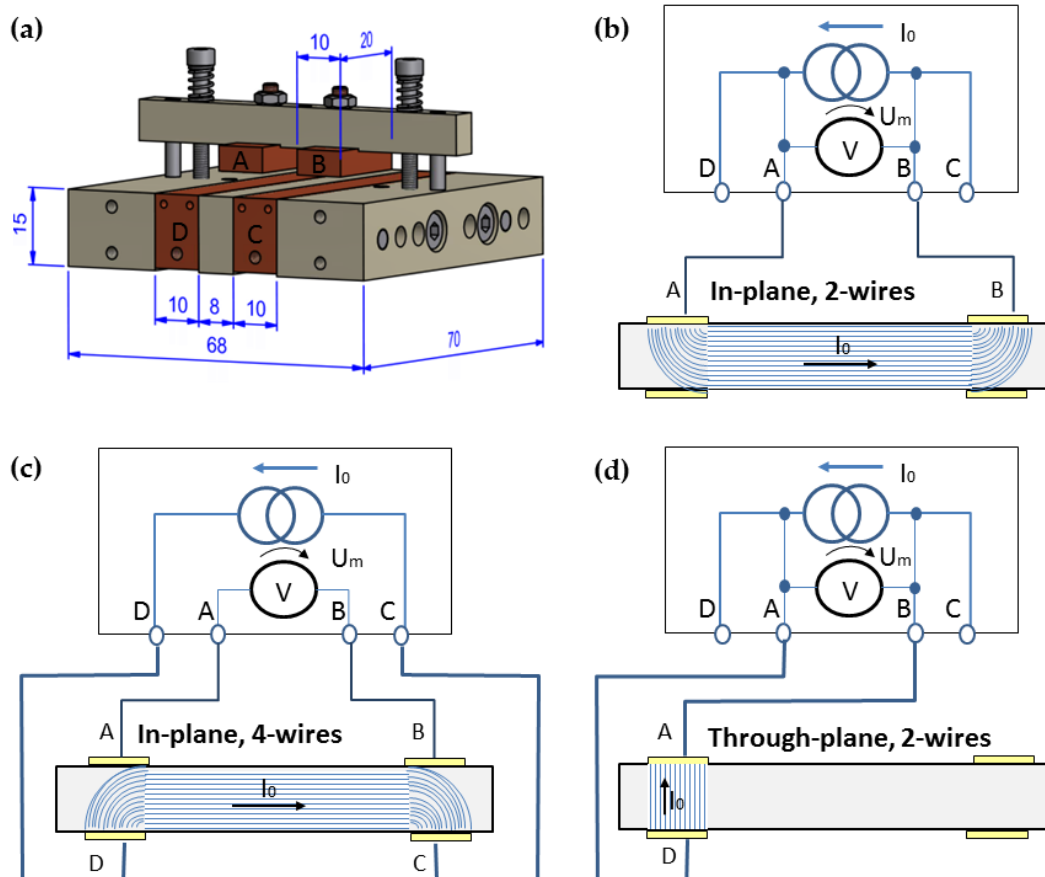 (a)
10
20
A
B
15
D
C
10
8
10
68
70
(b)
I0
Um
V
D
A
B
C
A
In-plane, 2-wires
B
I0
(c)
I0
Um
V
D
A
B
C
A
In-plane, 4-wires
B
I0
D
C
(d)
I0
Um
V
D
A
B
C
A
Through-plane, 2-wires
I0
D